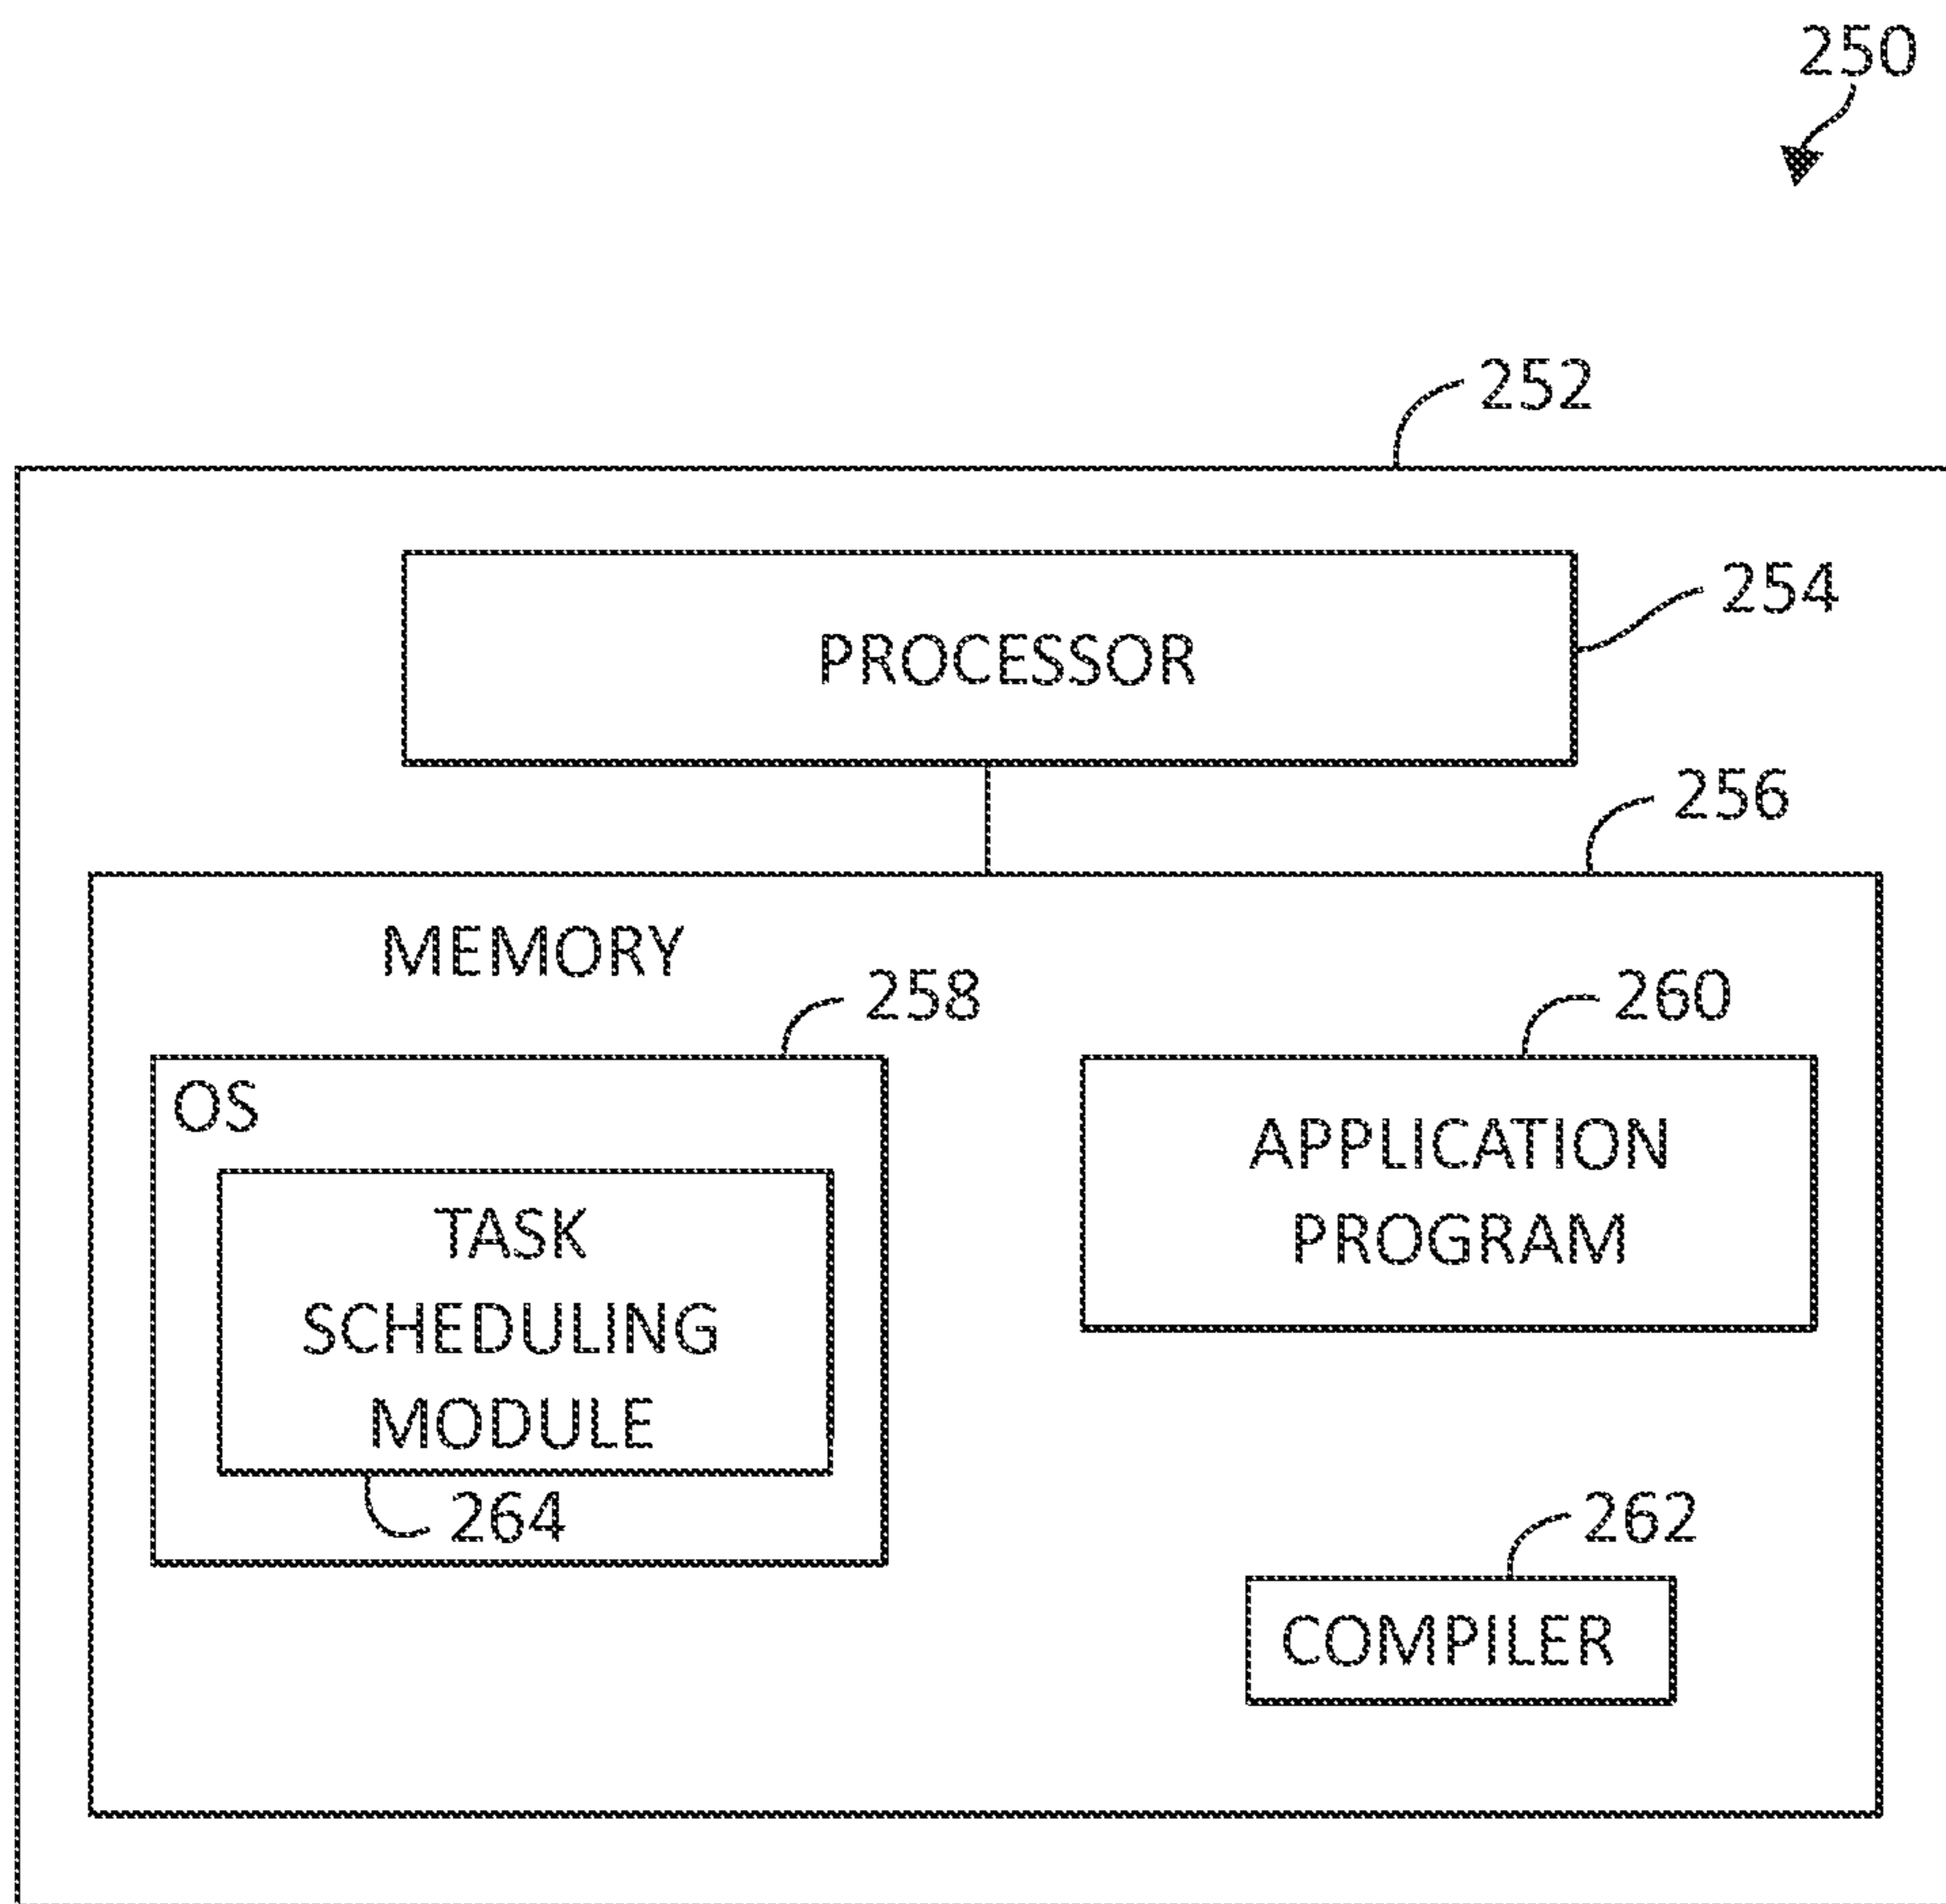 250
252
PROCESSOR
254
256
MEMORY
258
260
OS
APPLICATION
PROGRAM
TASK
SCHEDULING
MODULE
264
262
COMPILER